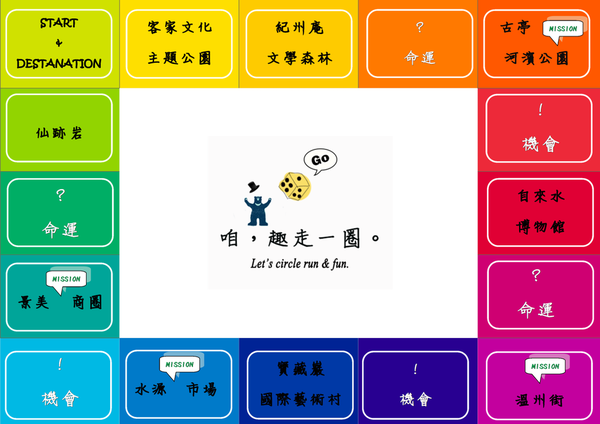 START
&
DESTANATION
客家文化
主題公園
紀州庵
文學森林
?
命運
古亭
MISSION
河濱公園
仙跡岩
!
機會
Go
?
命運
自來水
博物館
咱，趣走一圈。
Let's circle run & fun.
MISSION
景美 商圈
?
命運
!
機會
MISSION
水源 市場
寶藏巖
國際藝術村
!
機會
MISSION
溫州街